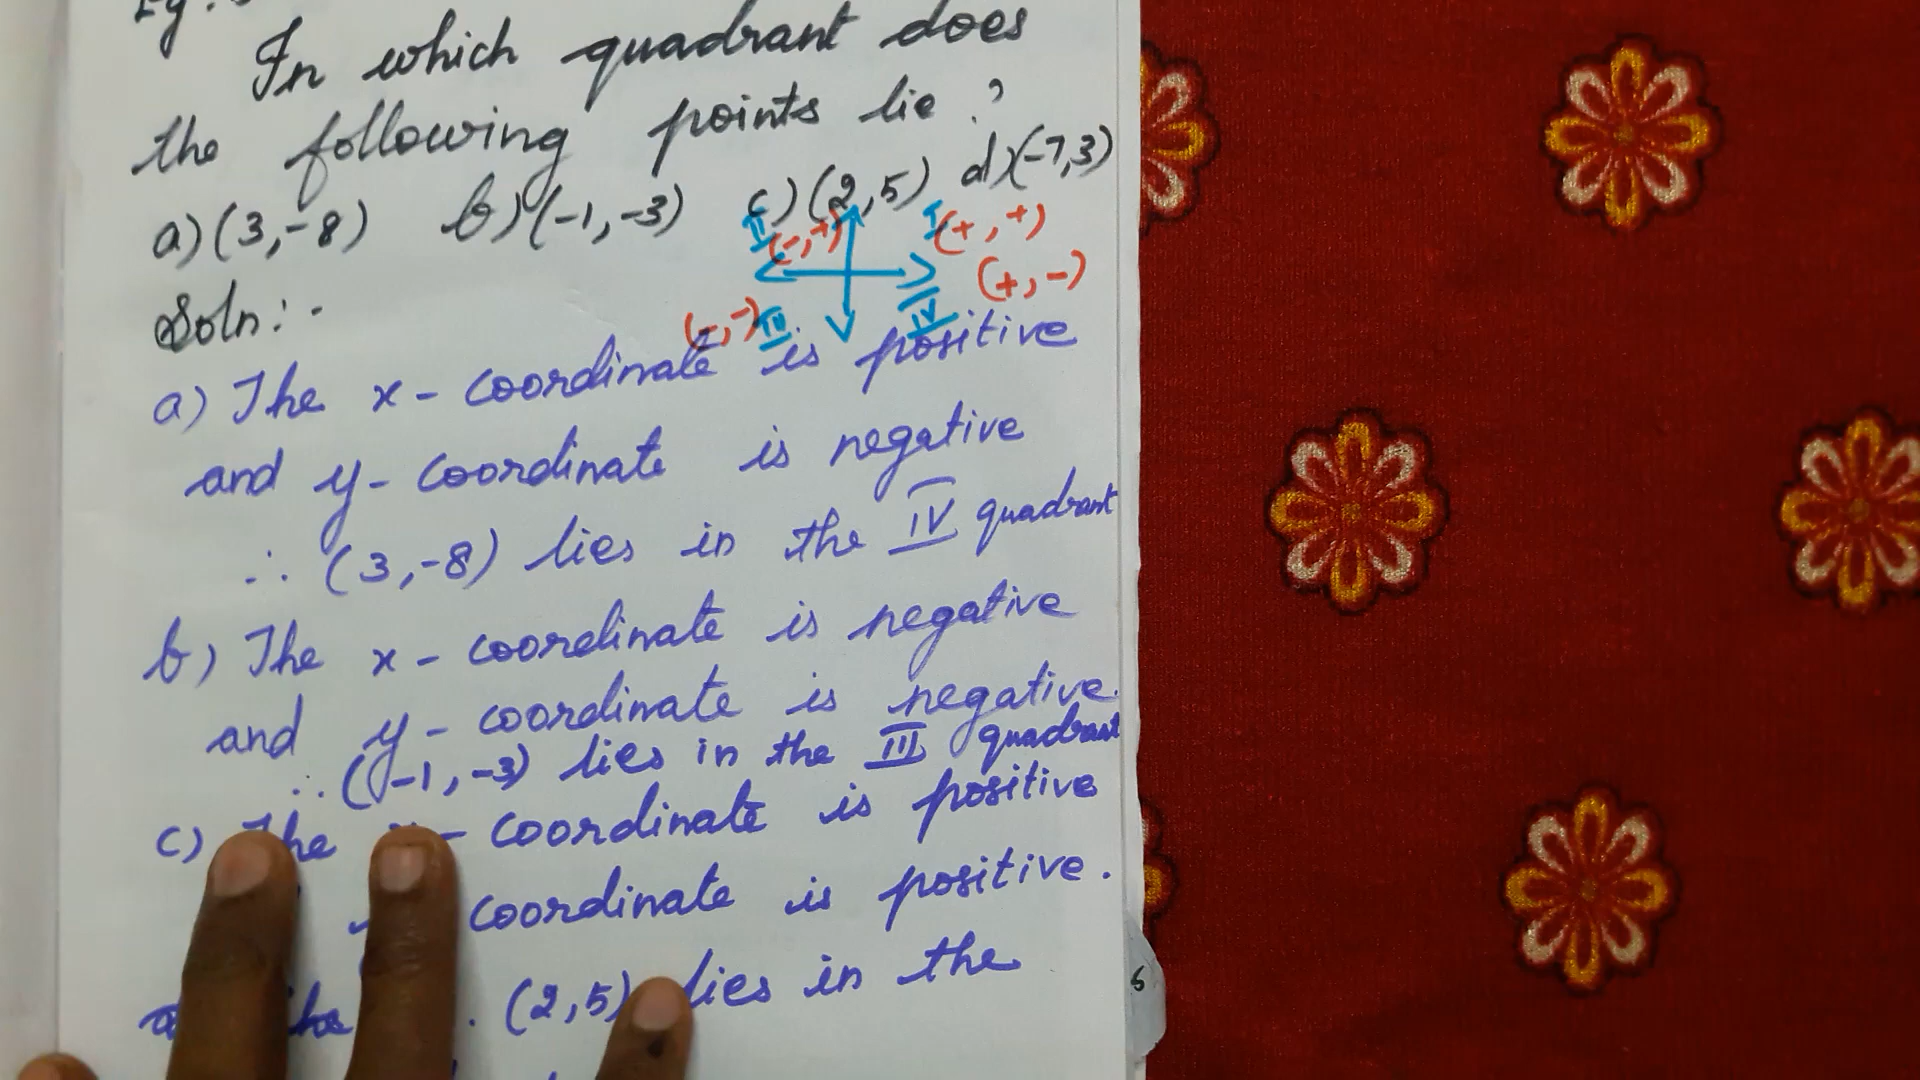 Eg.
In which quadrant does
the following points lie?
a) (3,-8) b) (-1,-3) c) (2,5) d) (-7,3)
II (-,+) I (+,+)
(+,-)
Soln:-
(-,-) III IV
a) The x-coordinate is positive
and y-coordinate is negative
∴ (3,-8) lies in the IV quadrant
b) The x-coordinate is negative
and y-coordinate is negative.
∴ (-1,-3) lies in the III quadrant
c) The - coordinate is positive
coordinate is positive.
(2,5) lies in the
6